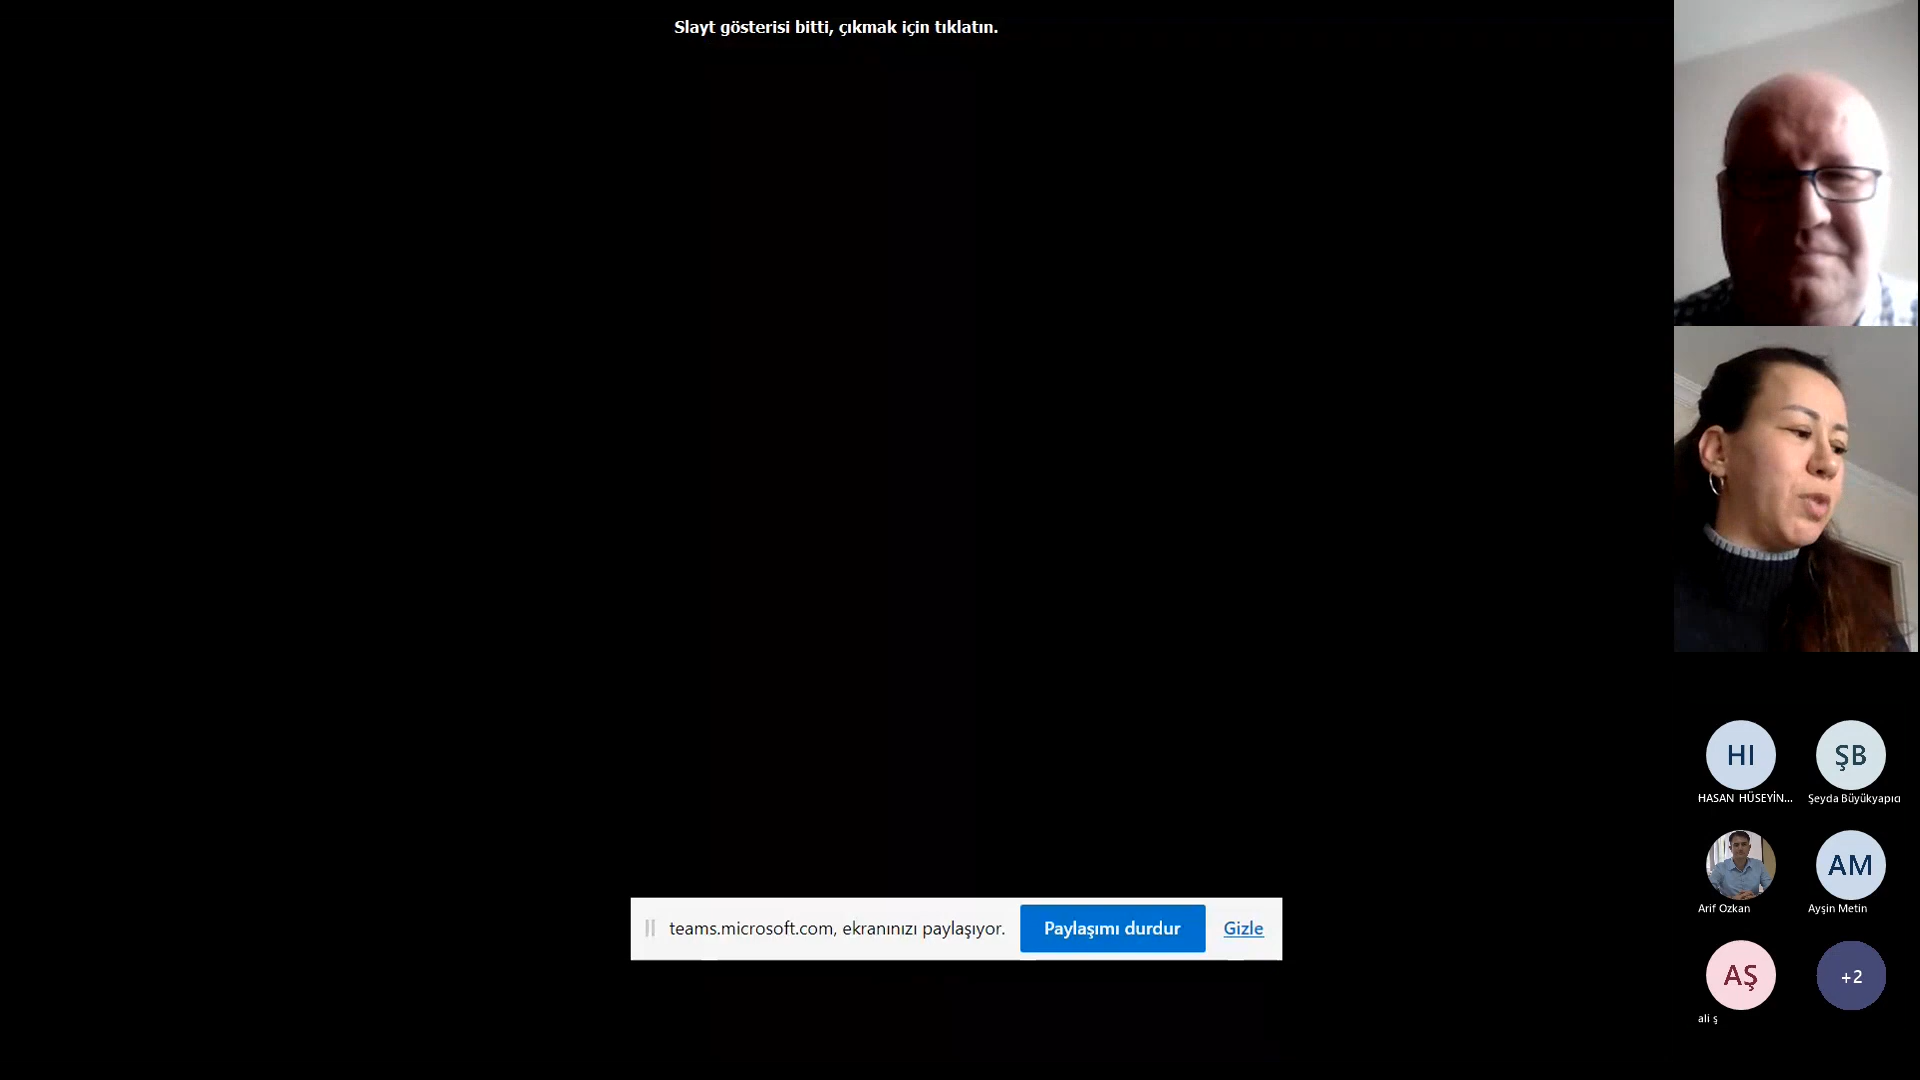 Slayt gösterisi bitti, çıkmak için tıklatın.
teams.microsoft.com, ekranınızı paylaşıyor.
Paylaşımı durdur
Gizle
HI
ŞB
HASAN HÜSEYİN...
Şeyda Büyükyapıcı
AM
Arif Ozkan
Ayşin Metin
AŞ
+2
ali ş